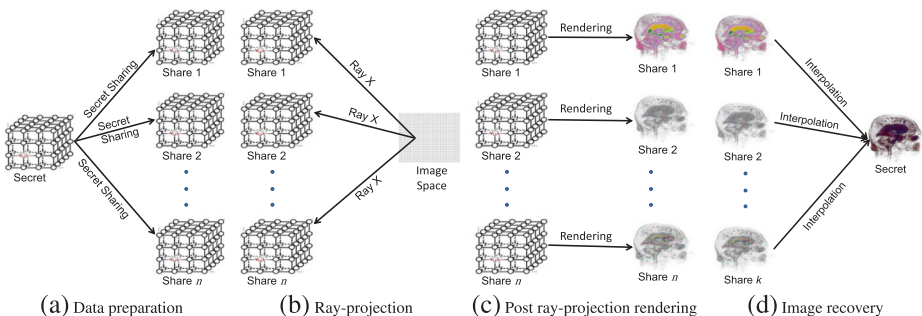 Secret
Secret Sharing
Secret
Sharing
Secret Sharing
Share 1
Share 2
Share n
(a) Data preparation
Share 1
Share 2
Share n
Ray X
Ray X
Ray X
Image
Space
(b) Ray-projection
Share 1
Share 2
Share n
Rendering
Rendering
Rendering
Share 1
Share 2
Share n
(c) Post ray-projection rendering
Share 1
Share 2
Share k
Interpolation
Interpolation
Interpolation
Secret
(d) Image recovery